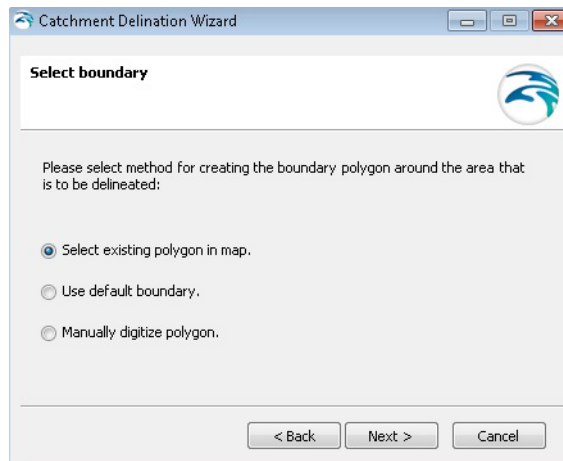 Catchment Delination Wizard
Select boundary
Please select method for creating the boundary polygon around the area that
is to be delineated:
Select existing polygon in map.
Use default boundary.
Manually digitize polygon.
< Back Next > Cancel